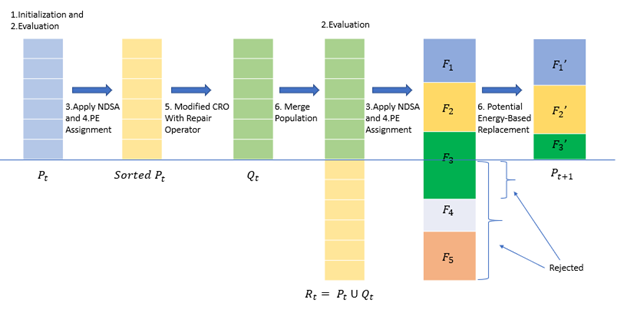 1.Initialization and
2.Evaluation
2.Evaluation
3.Apply NDSA
and 4.PE
Assignment
5. Modified CRO
With Repair
Operator
6. Merge
Population
3.Apply NDSA
and 4.PE
Assignment
6. Potential
Energy-Based
Replacement
F₁
F₂
F₃
F₄
F₅
F₁'
F₂'
F₃'
Pₜ
Sorted Pₜ
Qₜ
Pₜ₊₁
Rejected
Rₜ = Pₜ ∪ Qₜ